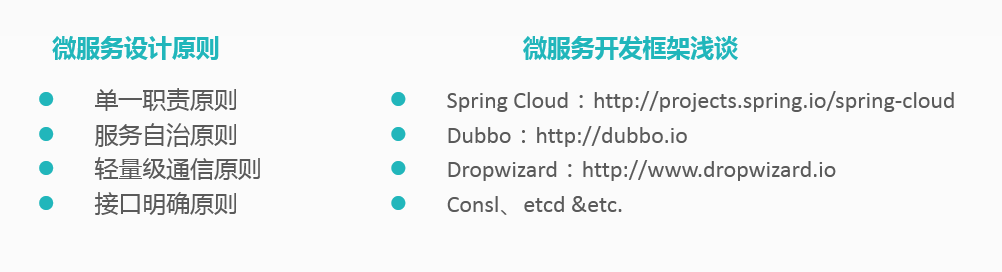 微服务设计原则
单一职责原则
服务自治原则
轻量级通信原则
接口明确原则
微服务开发框架浅谈
Spring Cloud：http://projects.spring.io/spring-cloud
Dubbo：http://dubbo.io
Dropwizard：http://www.dropwizard.io
Consl、etcd &etc.